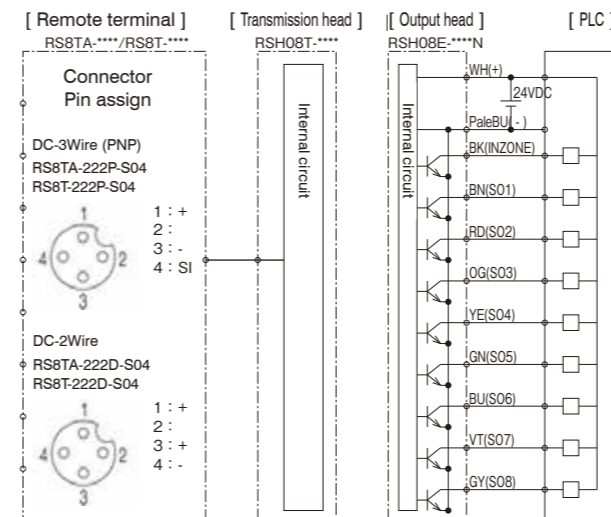 [ Remote terminal ]
RS8TA-****/RS8T-****
Connector
Pin assign
DC-3Wire (PNP)
RS8TA-222P-S04
RS8T-222P-S04
1
4
2
3
1 : +
2 :
3 : -
4 : SI
DC-2Wire
RS8TA-222D-S04
RS8T-222D-S04
1
4
2
3
1 : +
2 :
3 : +
4 : -
[ Transmission head ]
RSH08T-****
Internal circuit
[ Output head ]
RSH08E-****N
Internal circuit
WH(+)
24VDC
PaleBU( - )
BK(INZONE)
BN(SO1)
RD(SO2)
OG(SO3)
YE(SO4)
GN(SO5)
BU(SO6)
VT(SO7)
GY(SO8)
[ PLC ]